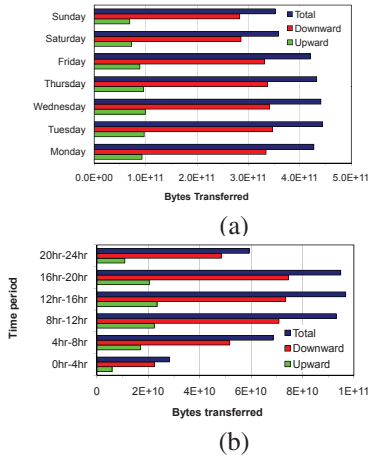 Sunday
Saturday
Friday
Thursday
Wednesday
Tuesday
Monday
Total
Downward
Upward
0.0E+00 1.0E+11 2.0E+11 3.0E+11 4.0E+11 5.0E+11
Bytes Transferred
(a)
Time period
20hr-24hr
16hr-20hr
12hr-16hr
8hr-12hr
4hr-8hr
0hr-4hr
Total
Downward
Upward
0 2E+10 4E+10 6E+10 8E+10 1E+11
Bytes transferred
(b)